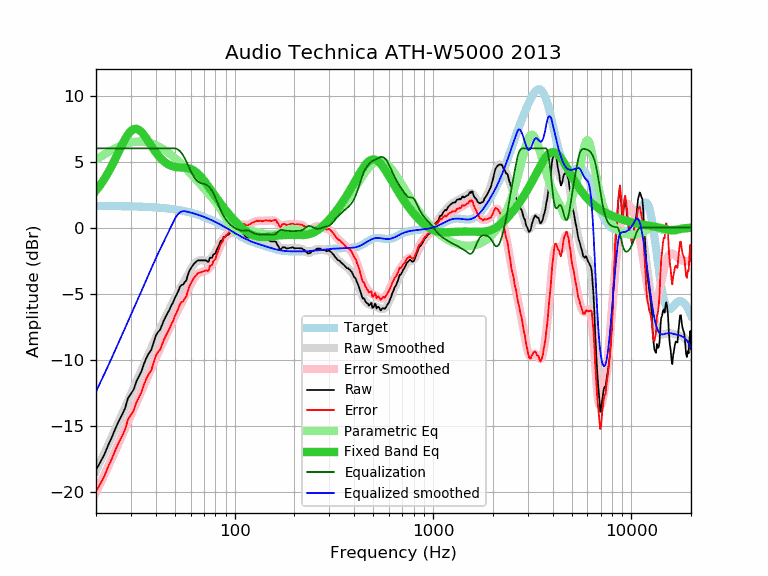 Audio Technica ATH-W5000 2013
10
5
0
−5
−10
−15
−20
Amplitude (dBr)
Target
Raw Smoothed
Error Smoothed
Raw
Error
Parametric Eq
Fixed Band Eq
Equalization
Equalized smoothed
100 1000 10000
Frequency (Hz)